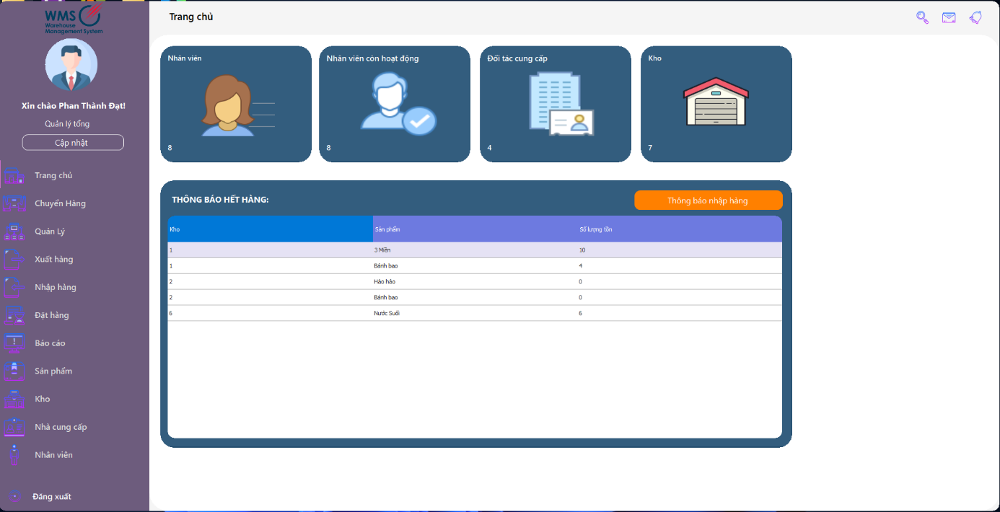 WMS
Warehouse
Management System
Xin chào Phan Thành Đạt!
Quản lý tổng
Cập nhật
Trang chủ
Chuyển Hàng
Quản Lý
Xuất hàng
Nhập hàng
Đặt hàng
Báo cáo
Sản phẩm
Kho
Nhà cung cấp
Nhân viên
Đăng xuất
Trang chủ
Nhân viên
8
Nhân viên còn hoạt động
8
Đối tác cung cấp
4
Kho
7
THÔNG BÁO HẾT HÀNG:
Thông báo nhập hàng
Kho Sản phẩm Số lượng tồn
1 3 Miền 10
1 Bánh bao 4
2 Hảo hảo 0
2 Bánh bao 0
6 Nước Suối 6